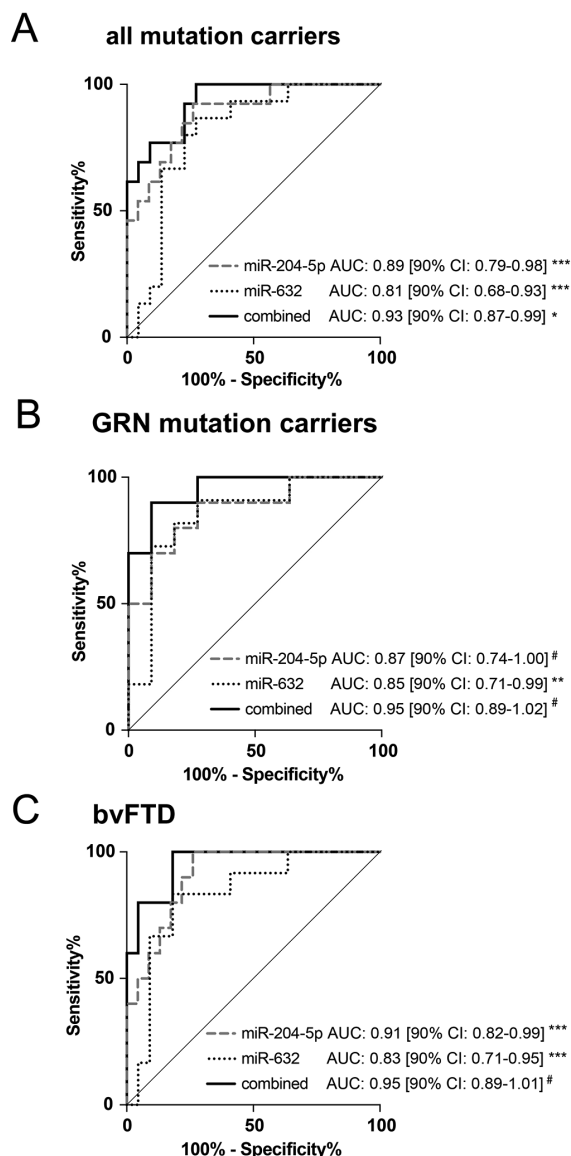 A
all mutation carriers
100
50
0
Sensitivity%
miR-204-5p AUC: 0.89 [90% CI: 0.79-0.98] ***
miR-632 AUC: 0.81 [90% CI: 0.68-0.93] ***
combined AUC: 0.93 [90% CI: 0.87-0.99] *
0 50 100
100% - Specificity%
B
GRN mutation carriers
100
50
0
Sensitivity%
miR-204-5p AUC: 0.87 [90% CI: 0.74-1.00] #
miR-632 AUC: 0.85 [90% CI: 0.71-0.99] **
combined AUC: 0.95 [90% CI: 0.89-1.02] #
0 50 100
100% - Specificity%
C
bvFTD
100
50
0
Sensitivity%
miR-204-5p AUC: 0.91 [90% CI: 0.82-0.99] ***
miR-632 AUC: 0.83 [90% CI: 0.71-0.95] ***
combined AUC: 0.95 [90% CI: 0.89-1.01] #
0 50 100
100% - Specificity%